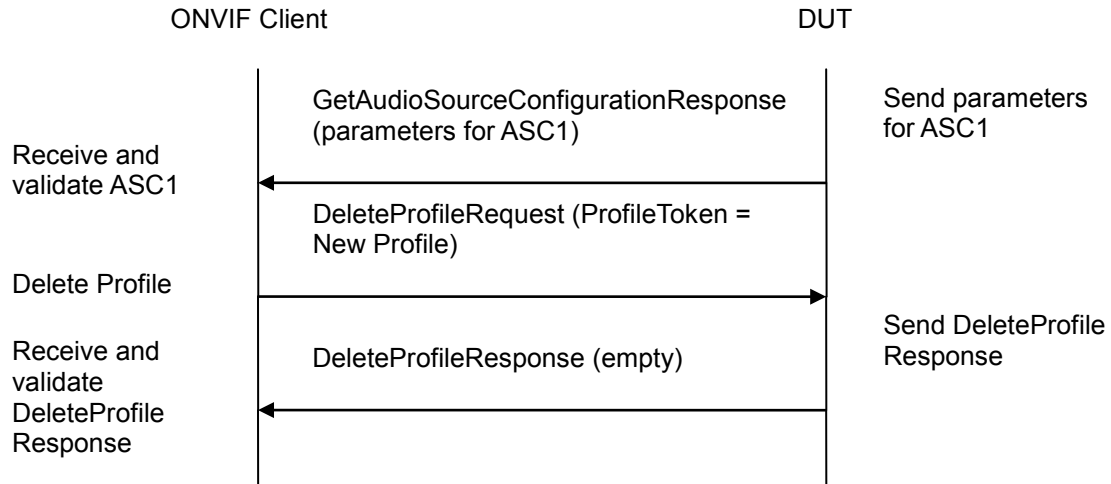 ONVIF Client
DUT
GetAudioSourceConfigurationResponse
(parameters for ASC1)
Send parameters
for ASC1
Receive and
validate ASC1
DeleteProfileRequest (ProfileToken =
New Profile)
Delete Profile
Send DeleteProfile
Response
Receive and
validate
DeleteProfile
Response
DeleteProfileResponse (empty)